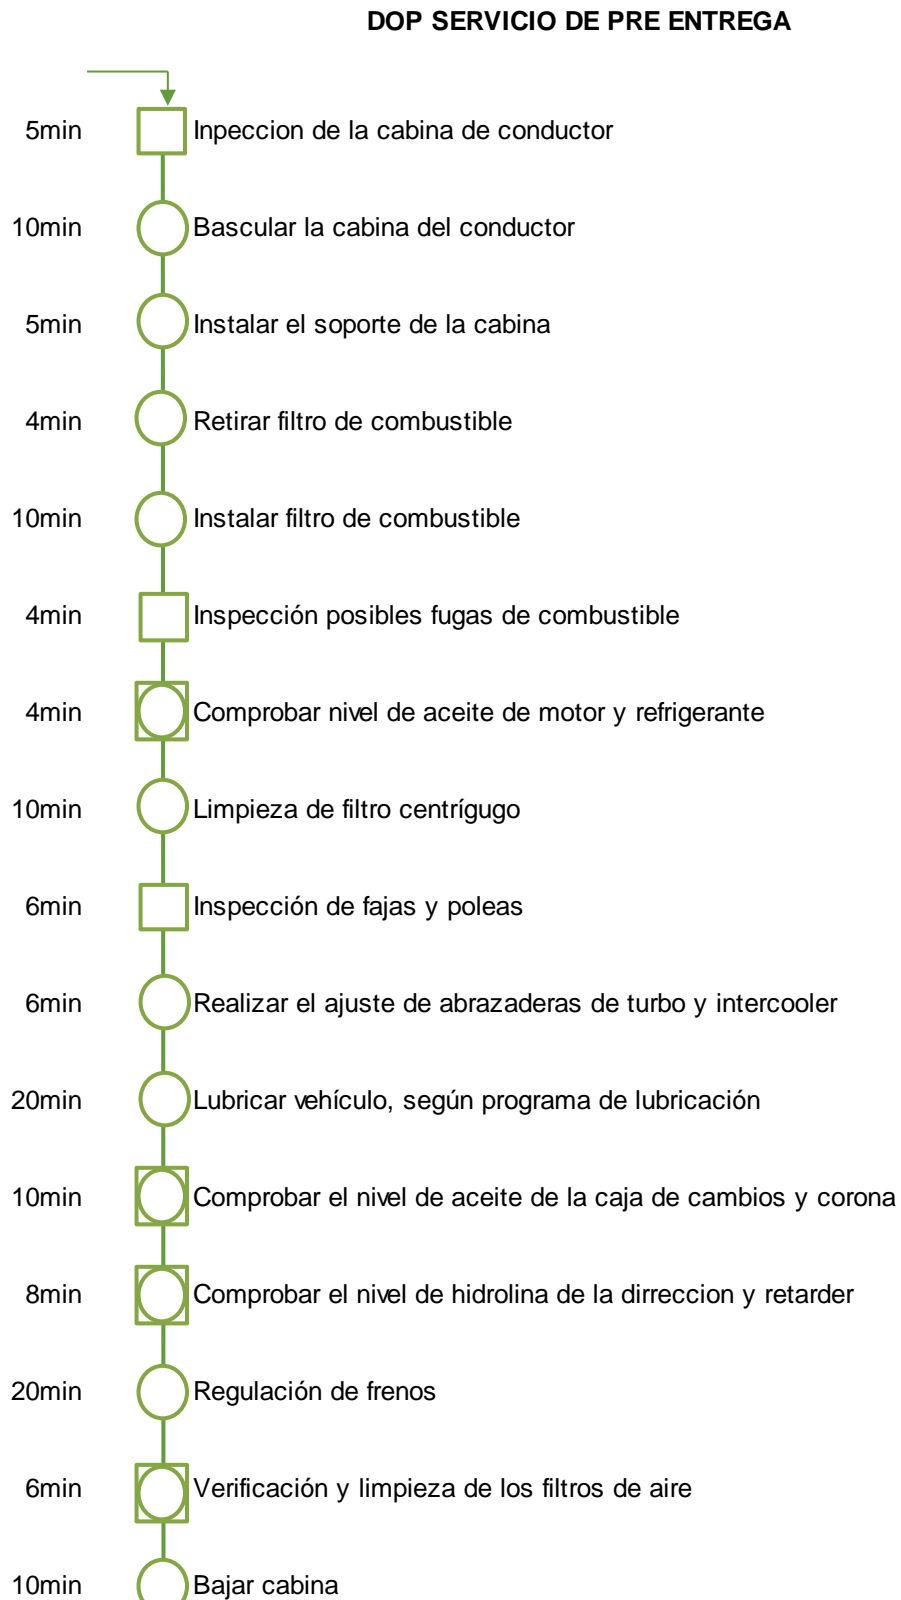 DOP SERVICIO DE PRE ENTREGA
5min Inpeccion de la cabina de conductor
10min Bascular la cabina del conductor
5min Instalar el soporte de la cabina
4min Retirar filtro de combustible
10min Instalar filtro de combustible
4min Inspección posibles fugas de combustible
4min Comprobar nivel de aceite de motor y refrigerante
10min Limpieza de filtro centrígugo
6min Inspección de fajas y poleas
6min Realizar el ajuste de abrazaderas de turbo y intercooler
20min Lubricar vehículo, según programa de lubricación
10min Comprobar el nivel de aceite de la caja de cambios y corona
8min Comprobar el nivel de hidrolina de la dirreccion y retarder
20min Regulación de frenos
6min Verificación y limpieza de los filtros de aire
10min Bajar cabina